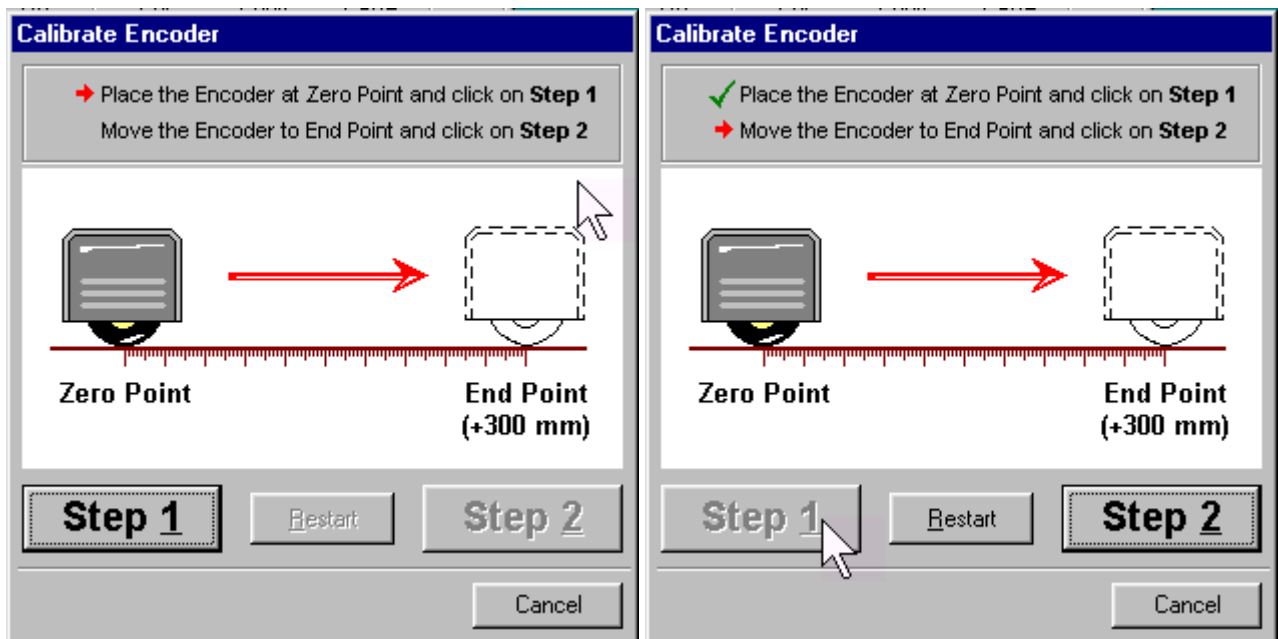 Calibrate Encoder
Place the Encoder at Zero Point and click on Step 1
Move the Encoder to End Point and click on Step 2
Zero Point
End Point
(+300 mm)
Step 1
Restart
Step 2
Cancel
Calibrate Encoder
Place the Encoder at Zero Point and click on Step 1
Move the Encoder to End Point and click on Step 2
Zero Point
End Point
(+300 mm)
Step 1
Restart
Step 2
Cancel